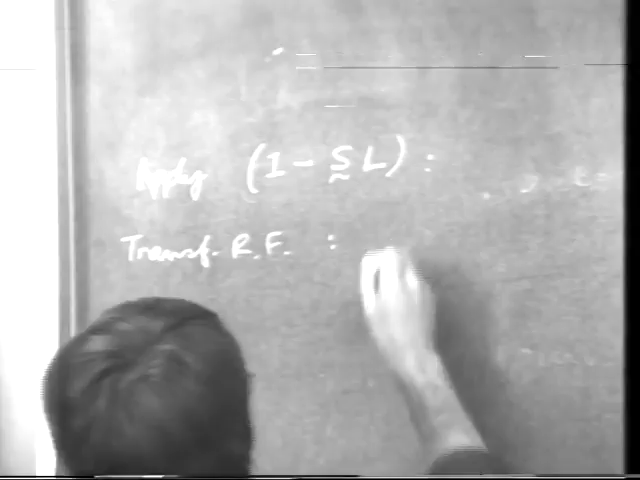 Apply (1 - S̰L) :
Transf. R.F. :